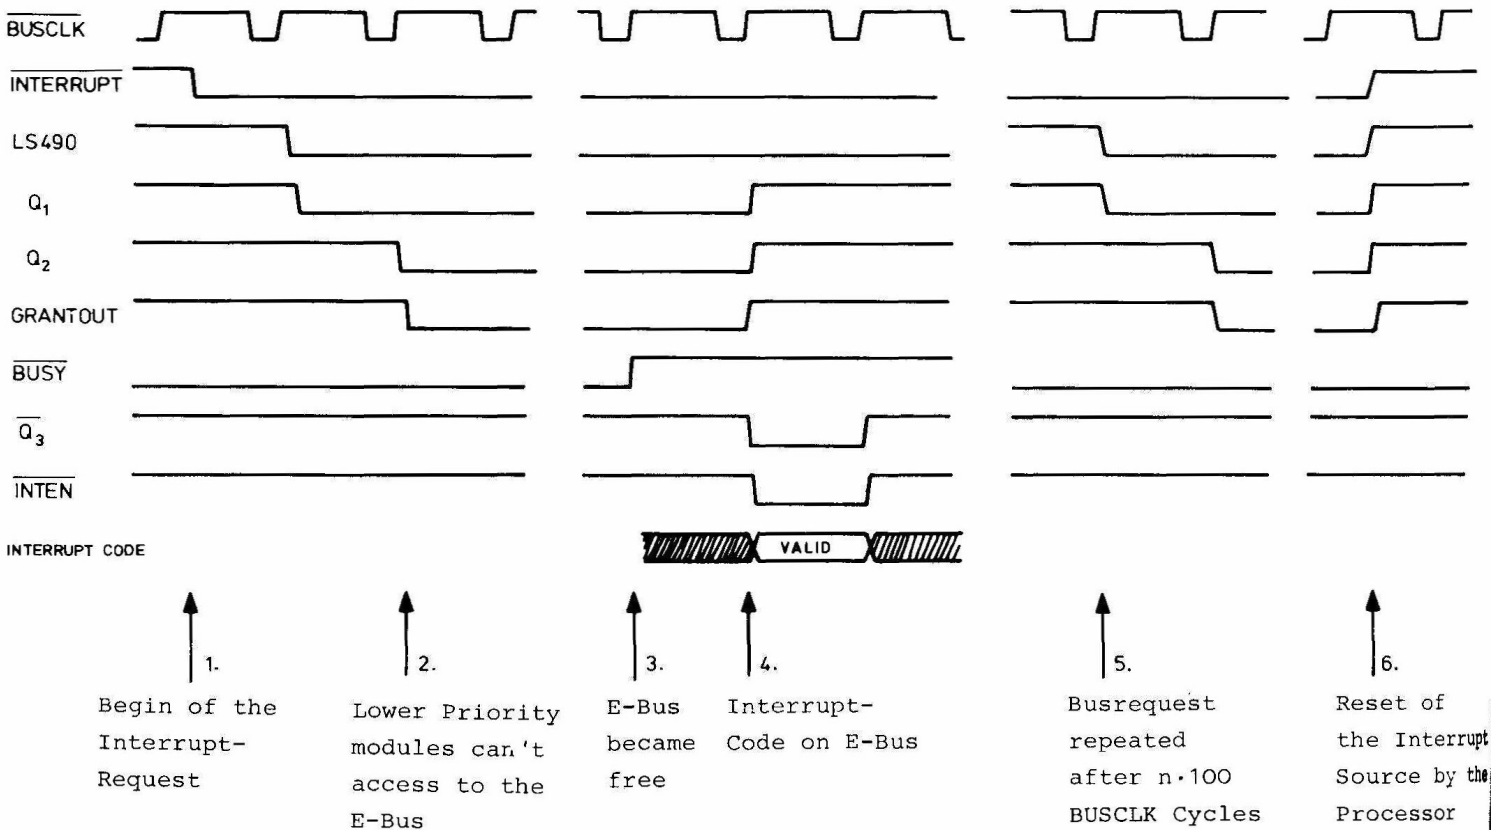 BUSCLK
INTERRUPT
LS490
Q1
Q2
GRANTOUT
BUSY
Q3
INTEN
INTERRUPT CODE
VALID
1.
Begin of the
Interrupt-
Request
2.
Lower Priority
modules can't
access to the
E-Bus
3.
E-Bus
became
free
4.
Interrupt-
Code on E-Bus
5.
Busrequest
repeated
after n·100
BUSCLK Cycles
6.
Reset of
the Interrupt
Source by the
Processor